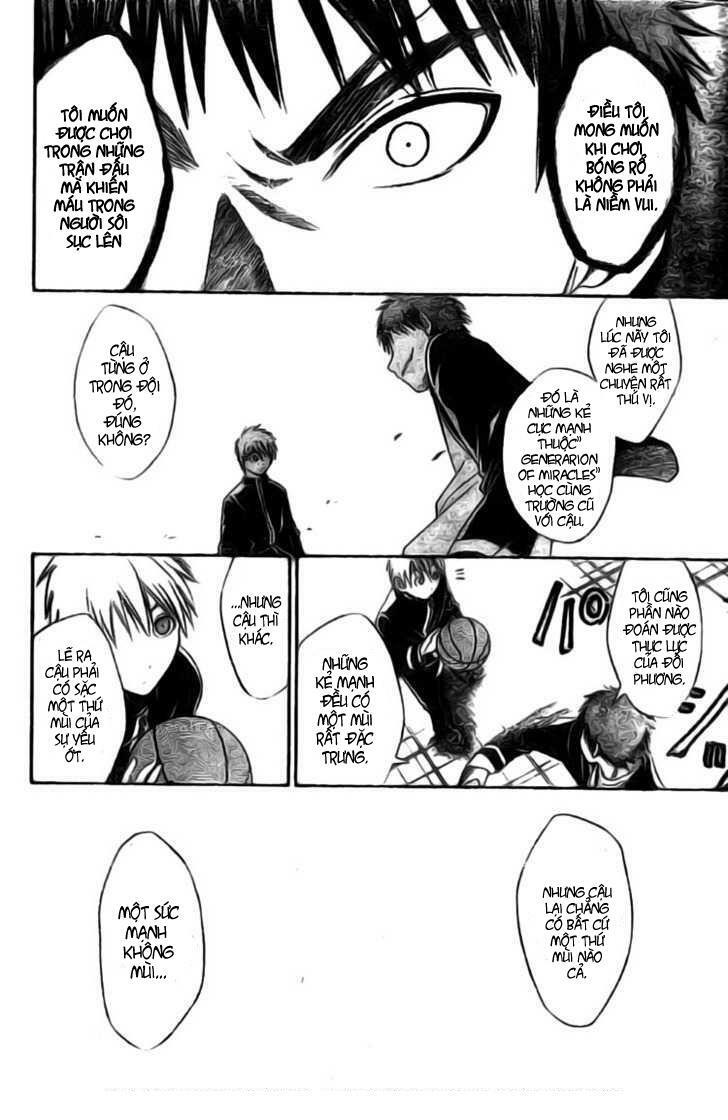 ĐIỀU TÔI
MONG MUỐN
KHI CHƠI
BÓNG RỔ
KHÔNG PHẢI
LÀ NIỀM VUI.
TÔI MUỐN
ĐƯỢC CHƠI
TRONG NHỮNG
TRẬN ĐẤU
MÀ KHIẾN
MÁU TRONG
NGƯỜI SÔI
SỤC LÊN
NHƯNG
LÚC NÃY TÔI
ĐÃ ĐƯỢC
NGHE MỘT
CHUYỆN RẤT
THÚ VỊ.
ĐÓ LÀ
NHỮNG KẺ
CỰC MẠNH
THUỘC"
GENERARION
OF MIRACLES"
HỌC CÙNG
TRƯỜNG CŨ
VỚI CẬU.
CẬU
TỪNG Ở
TRONG ĐỘI
ĐÓ,
ĐÚNG
KHÔNG?
TÔI CŨNG
PHẦN NÀO
ĐOÁN ĐƯỢC
THỰC LỰC
CỦA ĐỐI
PHƯƠNG.
NHỮNG
KẺ MẠNH
ĐỀU CÓ
MỘT MÙI
RẤT ĐẶC
TRƯNG.
...NHƯNG
CẬU THÌ
KHÁC.
LẼ RA
CẬU PHẢI
CÓ SẶC
MỘT THỨ
MÙI CỦA
SỰ YẾU
ỚT.
NHƯNG CẬU
LẠI CHẲNG
CÓ BẤT CỨ
MỘT THỨ
MÙI NÀO
CẢ.
MỘT SỨC
MẠNH
KHÔNG
MÙI...